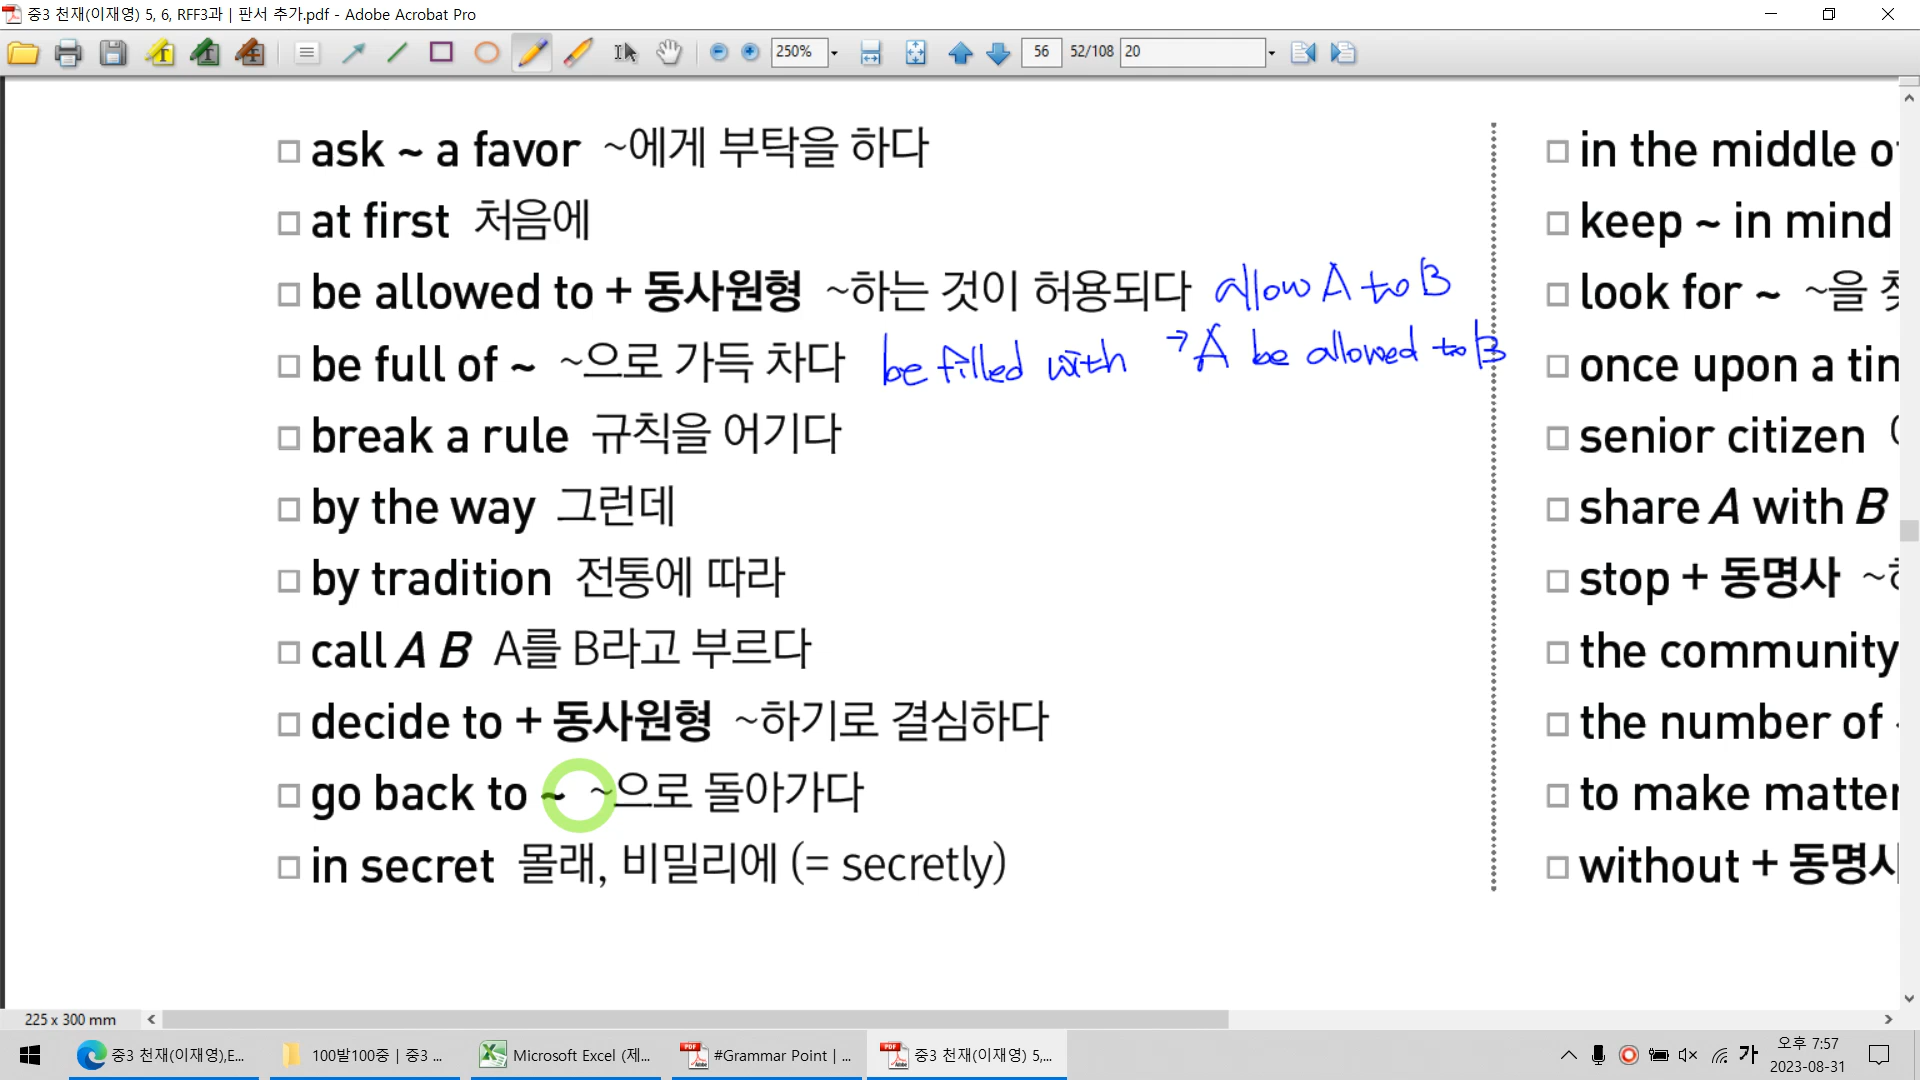 중3 천재(이재영) 5, 6, RFF3과 | 판서 추가.pdf - Adobe Acrobat Pro
250% 56 52/108 20
ask ~ a favor ~에게 부탁을 하다
at first 처음에
be allowed to + 동사원형 ~하는 것이 허용되다 allow A to B
→ A be allowed to B
be full of ~ ~으로 가득 차다 be filled with
break a rule 규칙을 어기다
by the way 그런데
by tradition 전통에 따라
call A B A를 B라고 부르다
decide to + 동사원형 ~하기로 결심하다
go back to ~ ~으로 돌아가다
in secret 몰래, 비밀리에 (= secretly)
in the middle
keep ~ in mind
look for ~ ~을
once upon a
senior citizen
share A with B
stop + 동명사
the community
the number of
to make
without + 동명사
225 x 300 mm
중3 천재(이재영),E...
100발100중 | 중3 ...
Microsoft Excel (제...
#Grammar Point | ...
중3 천재(이재영) 5,...
가
오후 7:57
2023-08-31